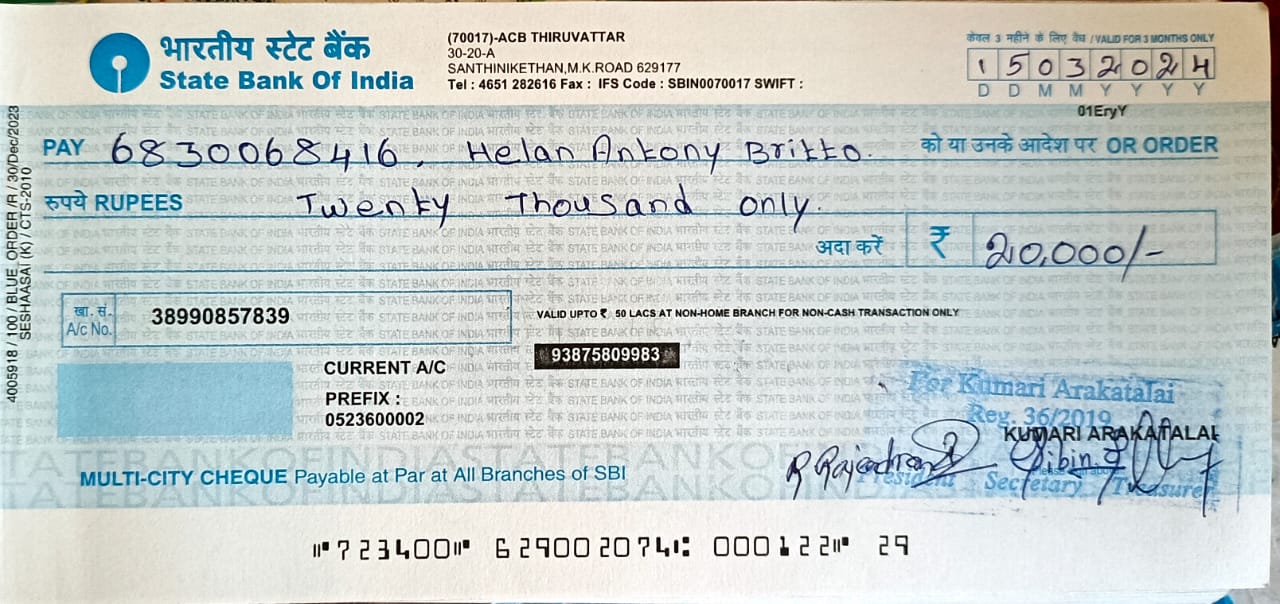 भारतीय स्टेट बैंक
State Bank Of India
(70017)-ACB THIRUVATTAR
30-20-A
SANTHINIKETHAN,M.K.ROAD 629177
Tel : 4651 282616 Fax : IFS Code : SBIN0070017 SWIFT :
केवल 3 महीने के लिए वैध /VALID FOR 3 MONTHS ONLY
15032024
D D M M Y Y Y Y
01EryY
PAY 6830068416. Helan Antony Britto. को या उनके आदेश पर OR ORDER
रुपये RUPEES Twenty Thousand only.
अदा करें ₹ 20,000/-
खा. सं.
A/c No. 38990857839
VALID UPTO ₹ 50 LACS AT NON-HOME BRANCH FOR NON-CASH TRANSACTION ONLY
93875809983
CURRENT A/C
PREFIX :
0523600002
For Kumari Arakatalai
Reg. 36/2019
KUMARI ARAKATALAI
R Rajendran
President Secretary Treasurer
MULTI-CITY CHEQUE Payable at Par at All Branches of SBI
⑈723400⑈ 629002074⑆ 000122⑈ 29
4005918 / 100 / BLUE_ORDER /R / 30/Dec/2023
SESHAASAI (K) / CTS-2010